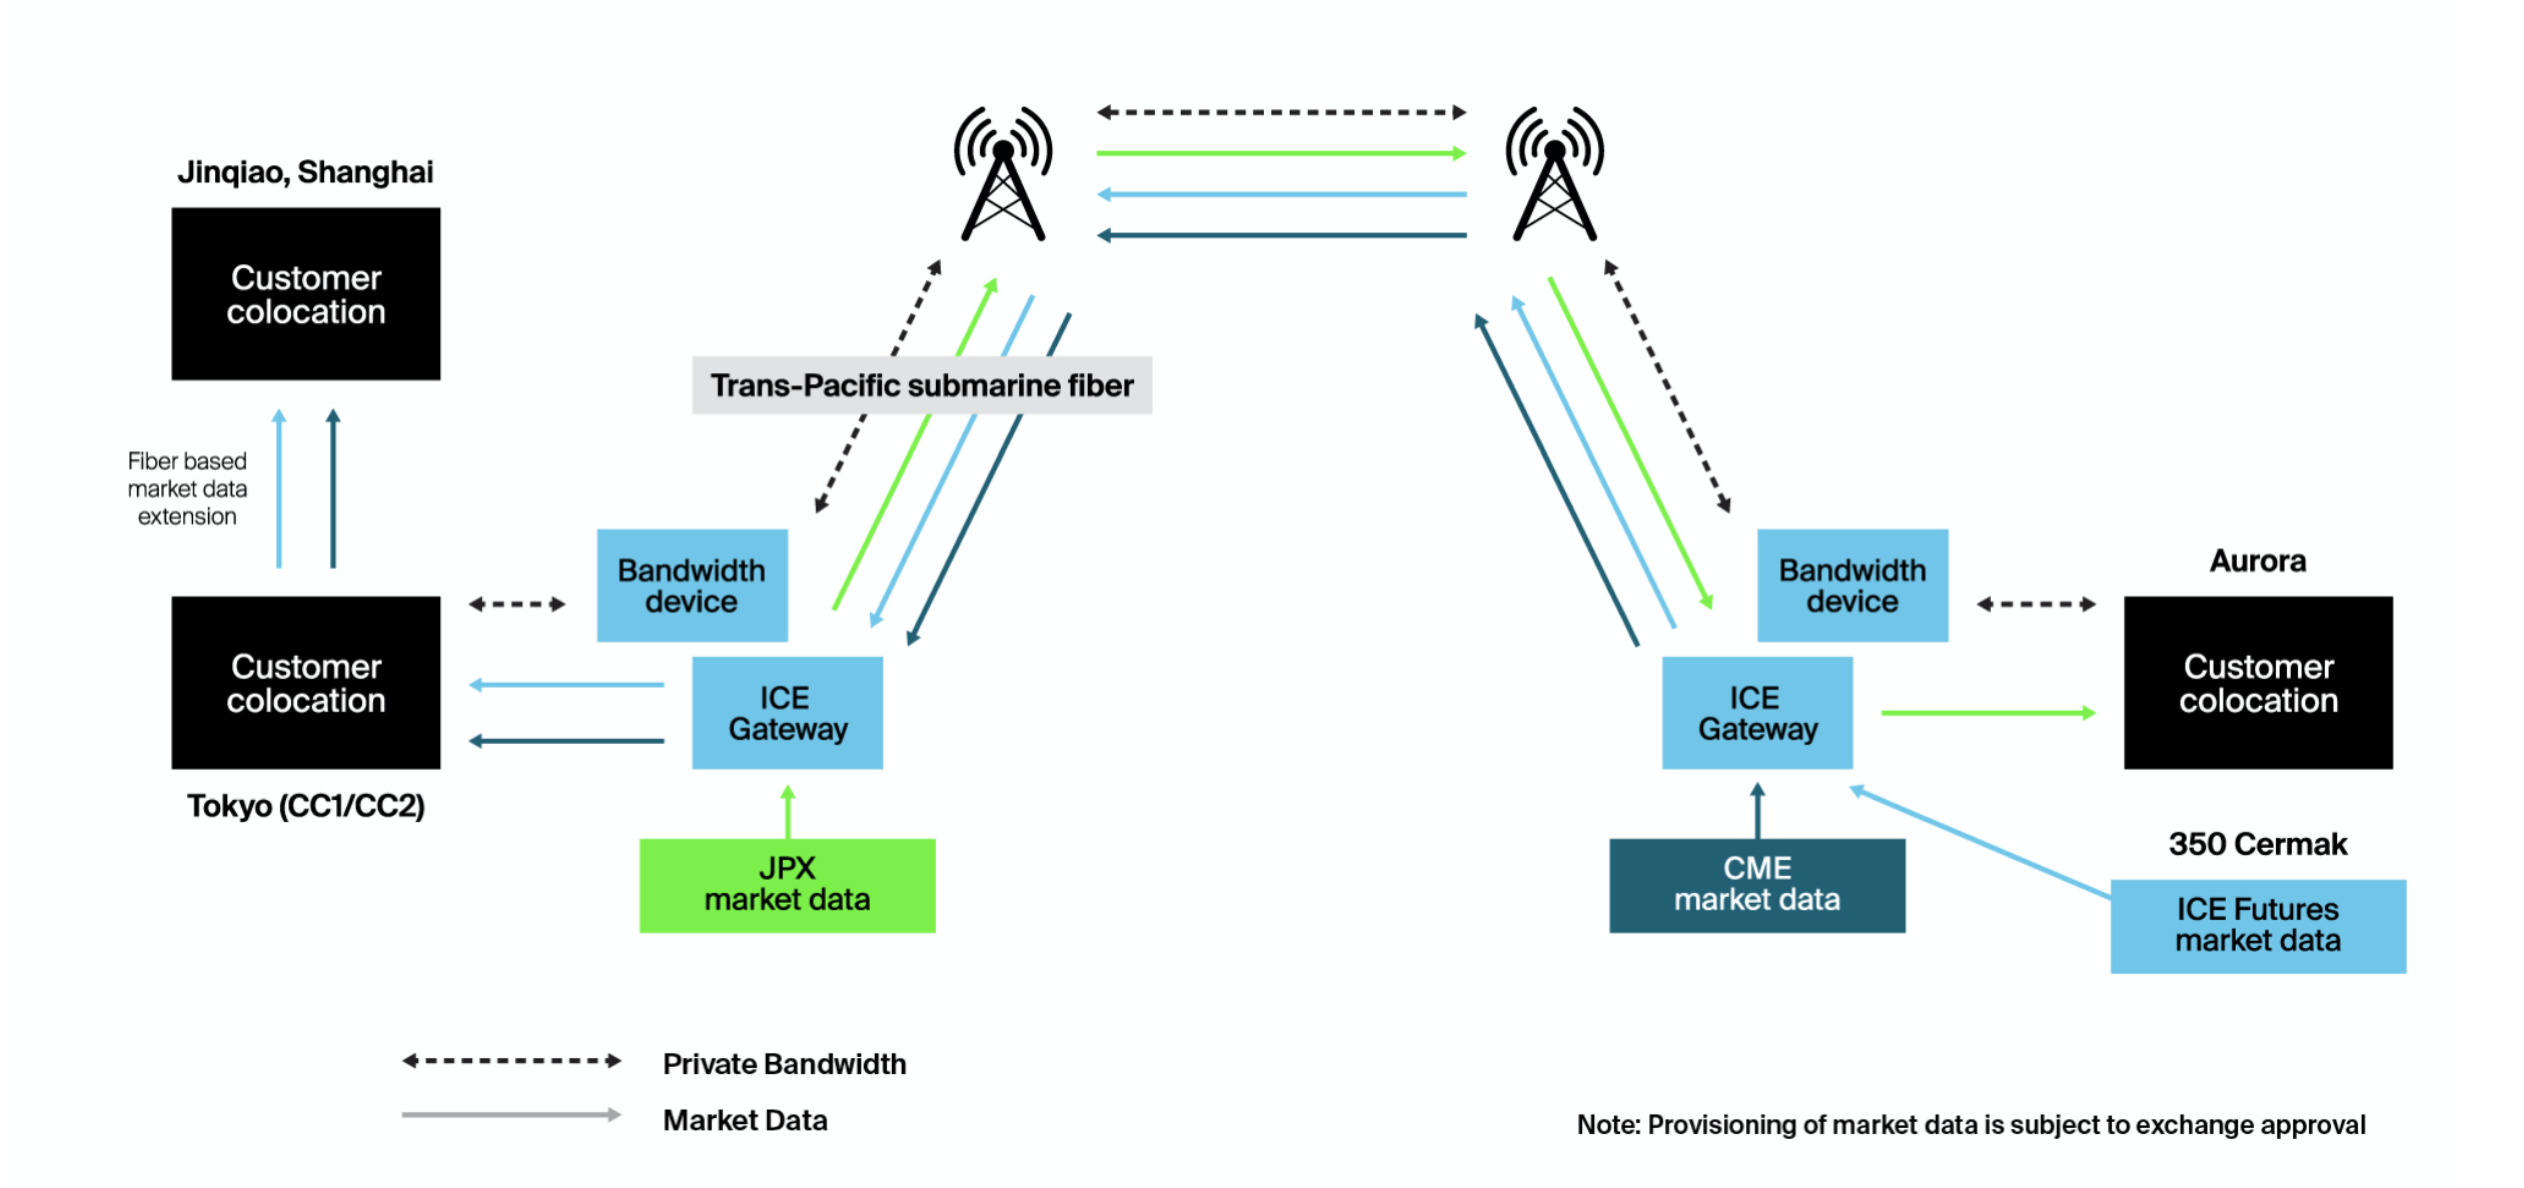 Jinqiao, Shanghai
Customer
colocation
Fiber based
market data
extension
Customer
colocation
Tokyo (CC1/CC2)
Trans-Pacific submarine fiber
Bandwidth
device
ICE
Gateway
JPX
market data
Bandwidth
device
ICE
Gateway
CME
market data
Aurora
Customer
colocation
350 Cermak
ICE Futures
market data
Private Bandwidth
Market Data
Note: Provisioning of market data is subject to exchange approval